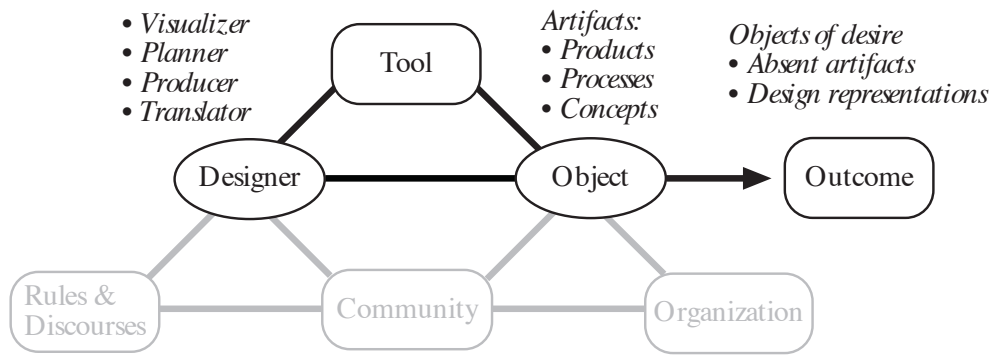 • Visualizer
• Planner
• Producer
• Translator
Tool
Artifacts:
• Products
• Processes
• Concepts
Objects of desire
• Absent artifacts
• Design representations
Designer
Object
Outcome
Rules &
Discourses
Community
Organization